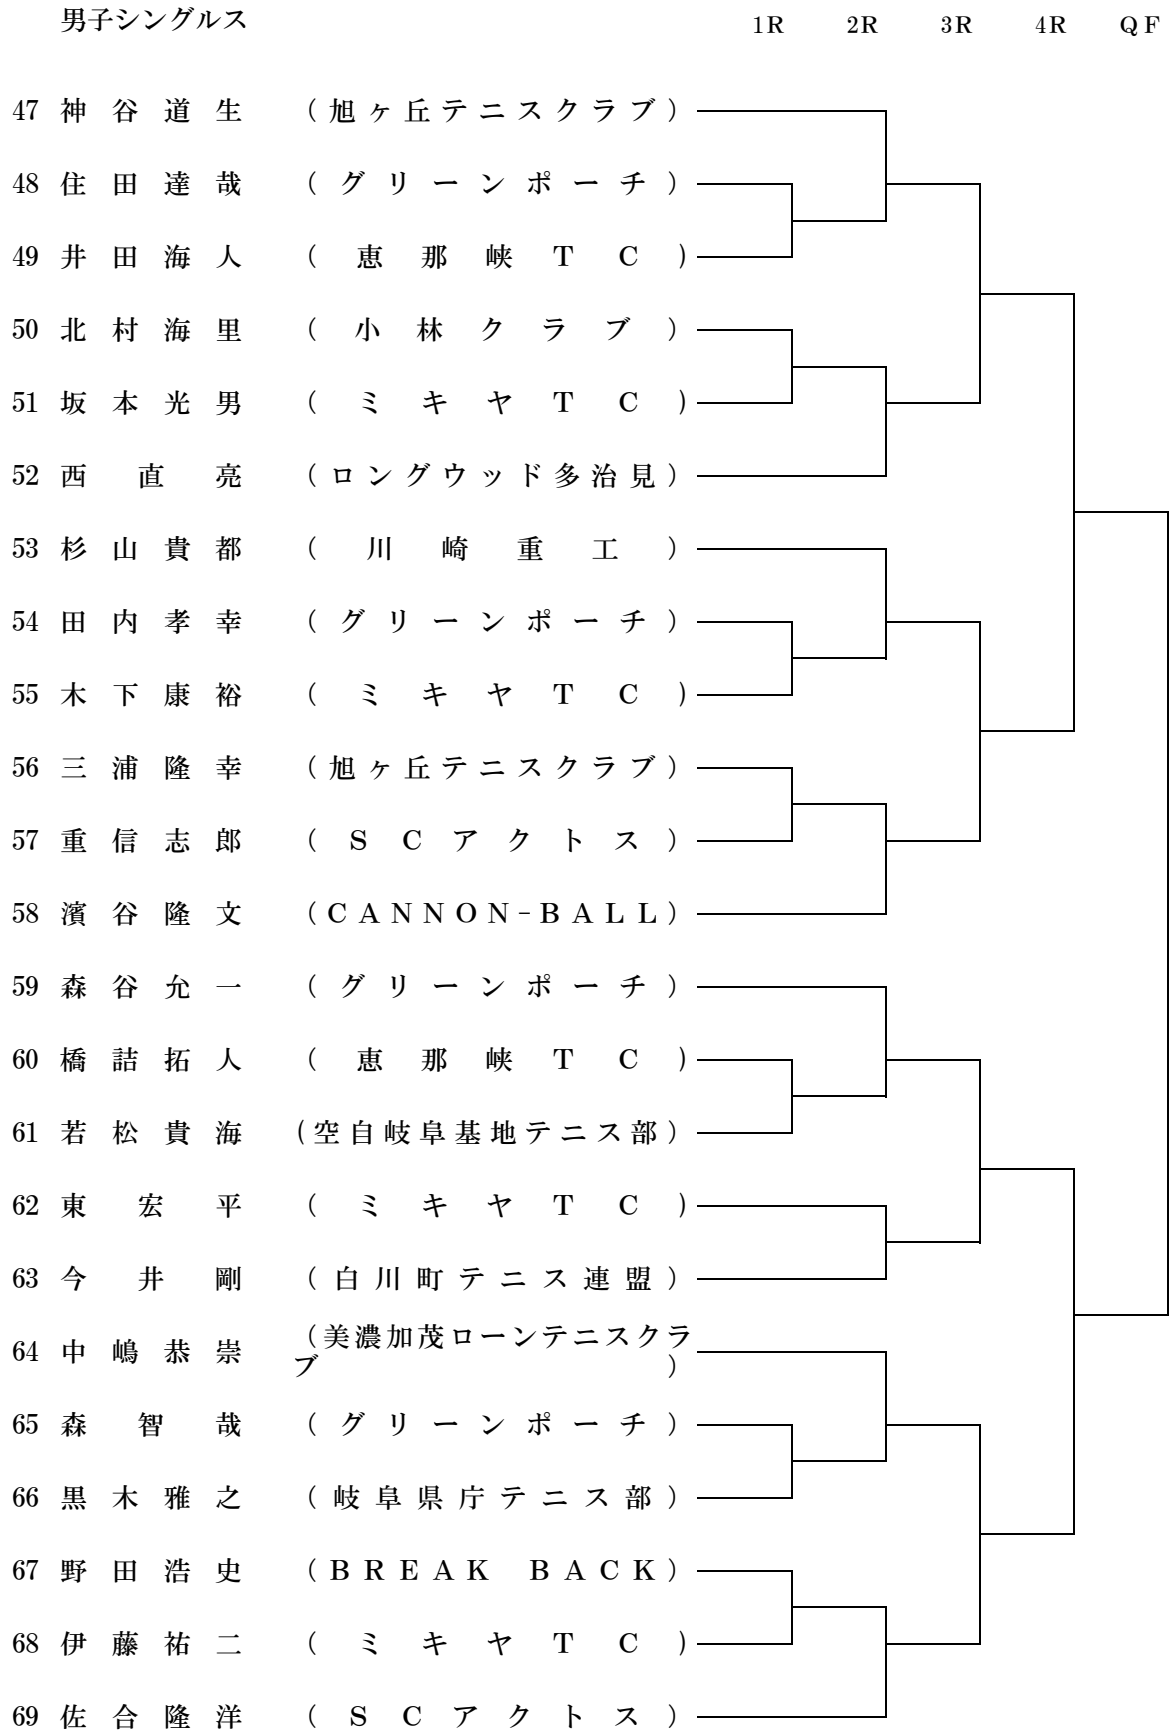 男子シングルス 1R 2R 3R 4R QF
47 神谷道生 (旭ヶ丘テニスクラブ)
48 住田達哉 (グリーンポーチ)
49 井田海人 (恵那峡TC)
50 北村海里 (小林クラブ)
51 坂本光男 (ミキヤTC)
52 西直亮 (ロングウッド多治見)
53 杉山貴都 (川崎重工)
54 田内孝幸 (グリーンポーチ)
55 木下康裕 (ミキヤTC)
56 三浦隆幸 (旭ヶ丘テニスクラブ)
57 重信志郎 (SCアクトス)
58 濱谷隆文 (CANNON-BALL)
59 森谷允一 (グリーンポーチ)
60 橋詰拓人 (恵那峡TC)
61 若松貴海 (空自岐阜基地テニス部)
62 東宏平 (ミキヤTC)
63 今井剛 (白川町テニス連盟)
64 中嶋恭崇 (美濃加茂ローンテニスクラ
ブ)
65 森智哉 (グリーンポーチ)
66 黒木雅之 (岐阜県庁テニス部)
67 野田浩史 (BREAK BACK)
68 伊藤祐二 (ミキヤTC)
69 佐合隆洋 (SCアクトス)